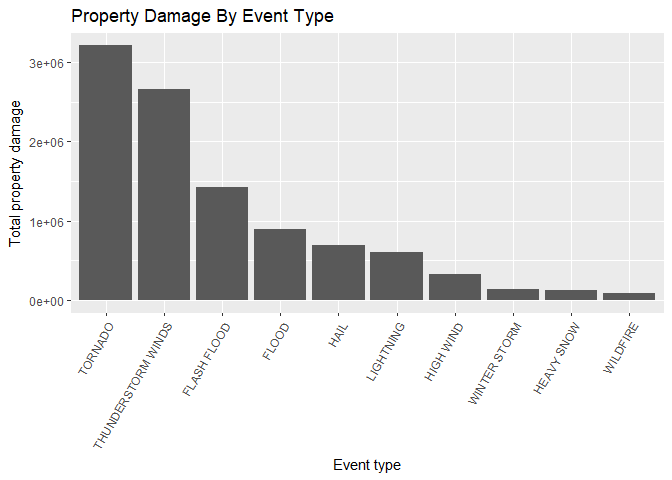 Property Damage By Event Type
Total property damage
3e+06
2e+06
1e+06
0e+00
TORNADO
THUNDERSTORM WINDS
FLASH FLOOD
FLOOD
HAIL
LIGHTNING
HIGH WIND
WINTER STORM
HEAVY SNOW
WILDFIRE
Event type